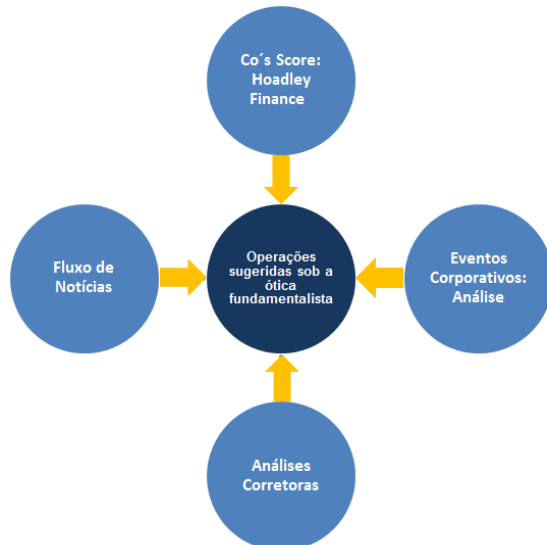 Co´s Score:
Hoadley
Finance
Fluxo de
Notícias
Operações
sugeridas sob a
ótica
fundamentalista
Eventos
Corporativos:
Análise
Análises
Corretoras